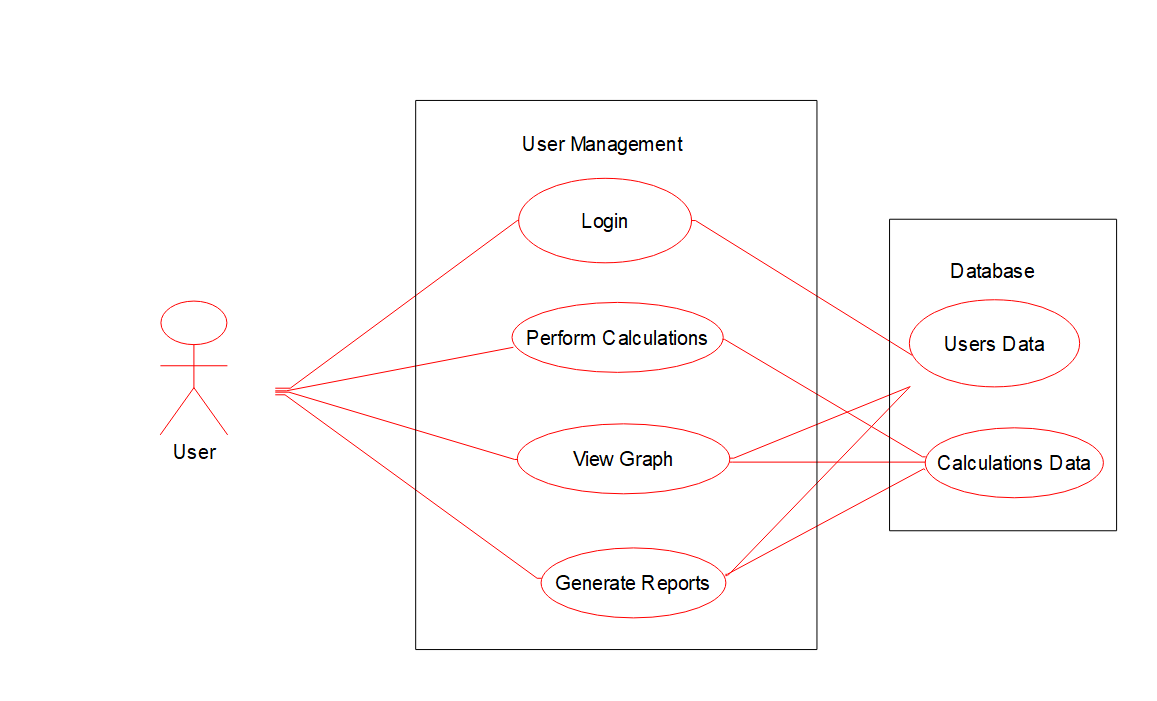 User Management
Login
Database
Perform Calculations
Users Data
User
View Graph
Calculations Data
Generate Reports